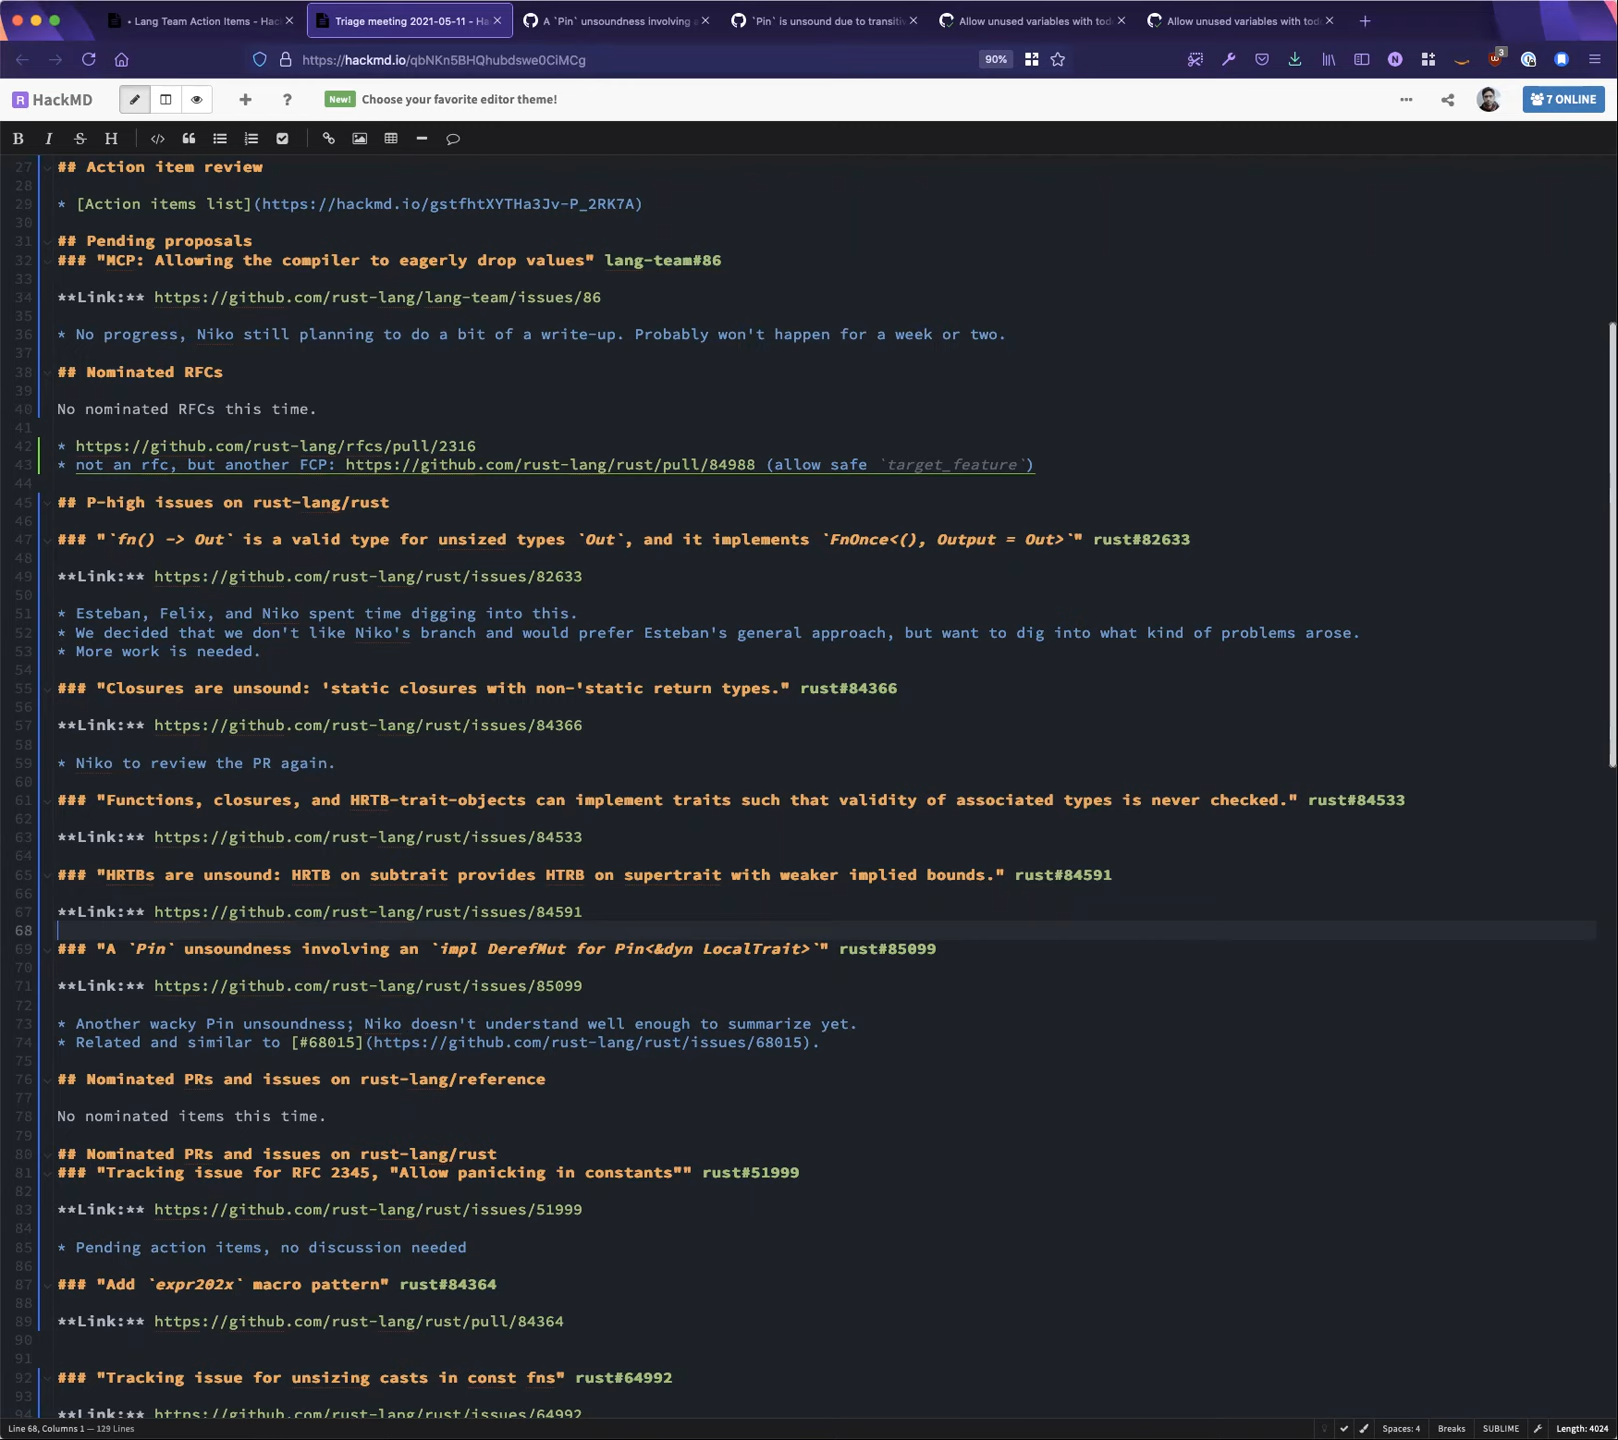 • Lang Team Action Items - Hac
Triage meeting 2021-05-11 - Ha
A `Pin` unsoundness involving a
`Pin` is unsound due to transitiv
Allow unused variables with tod
Allow unused variables with tod
https://hackmd.io/qbNKn5BHQhubdswe0CiMCg
90%
3
HackMD
New! Choose your favorite editor theme!
7 ONLINE
27 ## Action item review
28
29 * [Action items list](https://hackmd.io/gstfhtXYTHa3Jv-P_2RK7A)
30
31 ## Pending proposals
32 ### "MCP: Allowing the compiler to eagerly drop values" lang-team#86
33
34 **Link:** https://github.com/rust-lang/lang-team/issues/86
35
36 * No progress, Niko still planning to do a bit of a write-up. Probably won't happen for a week or two.
37
38 ## Nominated RFCs
39
40 No nominated RFCs this time.
41
42 * https://github.com/rust-lang/rfcs/pull/2316
43 * not an rfc, but another FCP: https://github.com/rust-lang/rust/pull/84988 (allow safe `target_feature`)
44
45 ## P-high issues on rust-lang/rust
46
47 ### "`fn() -> Out` is a valid type for unsized types `Out`, and it implements `FnOnce<(), Output = Out>`" rust#82633
48
49 **Link:** https://github.com/rust-lang/rust/issues/82633
50
51 * Esteban, Felix, and Niko spent time digging into this.
52 * We decided that we don't like Niko's branch and would prefer Esteban's general approach, but want to dig into what kind of problems arose.
53 * More work is needed.
54
55 ### "Closures are unsound: 'static closures with non-'static return types." rust#84366
56
57 **Link:** https://github.com/rust-lang/rust/issues/84366
58
59 * Niko to review the PR again.
60
61 ### "Functions, closures, and HRTB-trait-objects can implement traits such that validity of associated types is never checked." rust#84533
62
63 **Link:** https://github.com/rust-lang/rust/issues/84533
64
65 ### "HRTBs are unsound: HRTB on subtrait provides HTRB on supertrait with weaker implied bounds." rust#84591
66
67 **Link:** https://github.com/rust-lang/rust/issues/84591
68
69 ### "A `Pin` unsoundness involving an `impl DerefMut for Pin<&dyn LocalTrait>`" rust#85099
70
71 **Link:** https://github.com/rust-lang/rust/issues/85099
72
73 * Another wacky Pin unsoundness; Niko doesn't understand well enough to summarize yet.
74 * Related and similar to [#68015](https://github.com/rust-lang/rust/issues/68015).
75
76 ## Nominated PRs and issues on rust-lang/reference
77
78 No nominated items this time.
79
80 ## Nominated PRs and issues on rust-lang/rust
81 ### "Tracking issue for RFC 2345, "Allow panicking in constants"" rust#51999
82
83 **Link:** https://github.com/rust-lang/rust/issues/51999
84
85 * Pending action items, no discussion needed
86
87 ### "Add `expr202x` macro pattern" rust#84364
88
89 **Link:** https://github.com/rust-lang/rust/pull/84364
90
91
92 ### "Tracking issue for unsizing casts in const fns" rust#64992
93
94 **Link:** https://github.com/rust-lang/rust/issues/64992
Line 68, Columns 1 — 129 Lines
Spaces: 4
Breaks
SUBLIME
Length: 4024